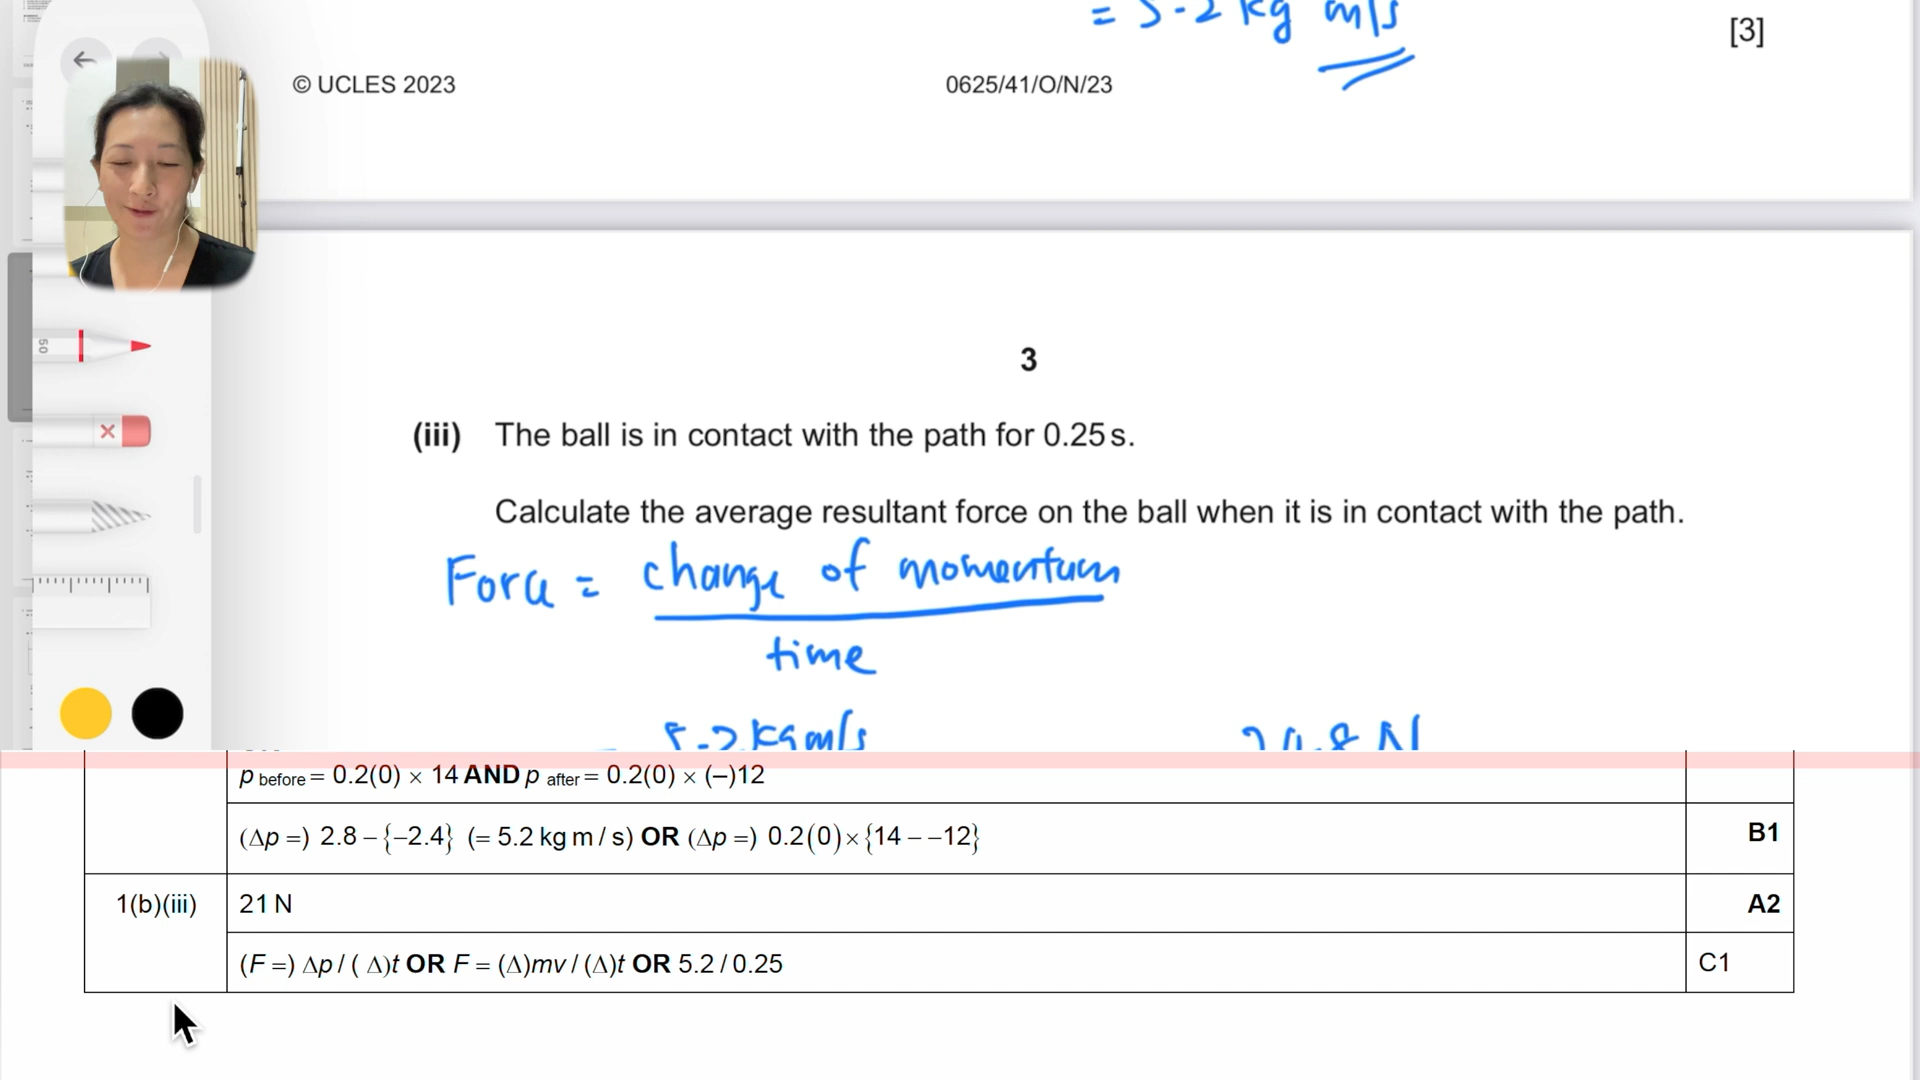 = 5.2 kg m/s
[3]
© UCLES 2023
0625/41/O/N/23
3
(iii) The ball is in contact with the path for 0.25 s.
Calculate the average resultant force on the ball when it is in contact with the path.
Force = change of momentum
time
5.2 kg m/s
50
p before = 0.2(0) × 14 AND p after = 0.2(0) × (–)12
(Δp =) 2.8 – {–2.4} (= 5.2 kg m / s) OR (Δp =) 0.2(0) × {14 – –12}
B1
1(b)(iii)
21 N
A2
(F =) Δp / ( Δ)t OR F = (Δ)mv / (Δ)t OR 5.2 / 0.25
C1